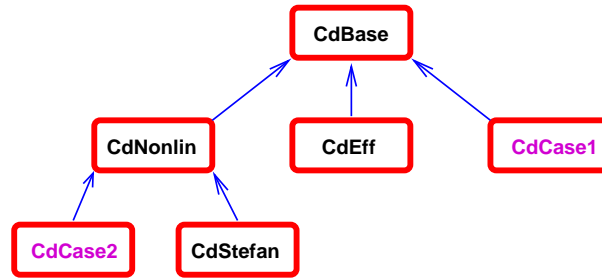 CdBase
CdNonlin
CdEff
CdCase1
CdCase2
CdStefan